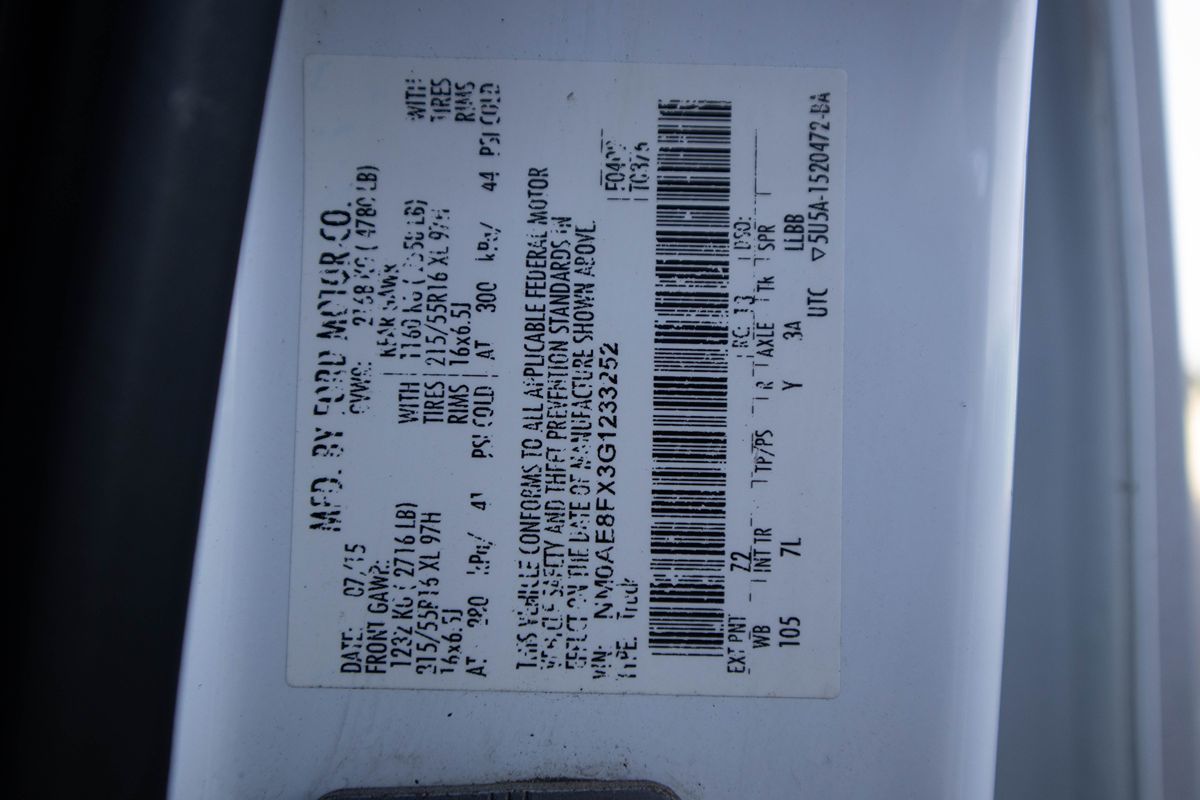 MFD. BY FORD MOTOR CO.
DATE: 07/15 GVWR: 2168 KG ( 4780 LB)
FRONT GAWR: REAR GAWR
1232 KG ( 2716 LB) WITH 1160 KG ( LB) WITH
215/55R16 XL 97H TIRES 215/55R16 XL 97H TIRES
16x6.5J RIMS 16x6.5J RIMS
AT 280 kPa/ 41 PSI COLD AT 300 kPa/ 44 PSI COLD
THIS VEHICLE CONFORMS TO ALL APPLICABLE FEDERAL MOTOR
VEHICLE SAFETY AND THEFT PREVENTION STANDARDS IN
EFFECT ON THE DATE OF MANUFACTURE SHOWN ABOVE.
VIN: NM0AE8FX3G1233252
TYPE: Truck
EXT PNT Z2 RC: 33 DSO:
WB INT TR TP/PS R AXLE TR SPR
105 7L Y 3A LLBB
UTC ▽5U5A-1520472-BA